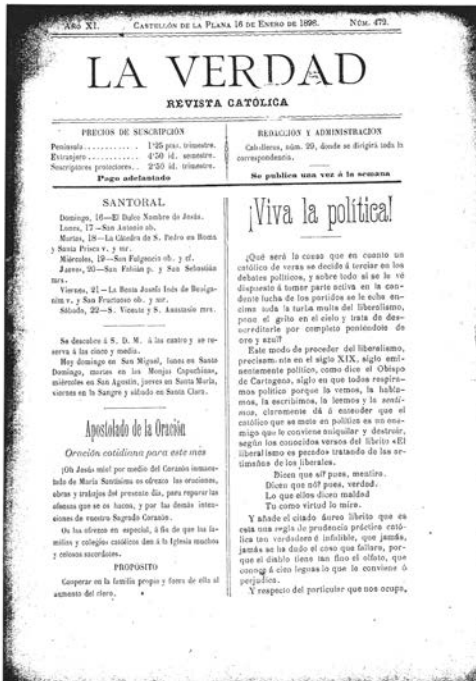 Año XI. CASTELLÓN DE LA PLANA 16 DE ENERO DE 1898. NÚM. 472.
LA VERDAD
REVISTA CATÓLICA
PRECIOS DE SUSCRIPCIÓN
Península........... 1'25 ptas. trimestre.
Extranjero........... 4'50 id. semestre.
Suscriptores protectores.. 2'50 id. trimestre.
Pago adelantado
REDACCION Y ADMINISTRACION
Caballeros, núm. 29, donde se dirigirá toda la
correspondencia.
Se publica una vez á la semana
SANTORAL
Domingo, 16—El Dulce Nombre de Jesús.
Lunes, 17—San Antonio ab.
Martes, 18—La Cátedra de S. Pedro en Roma
y Santa Prisca v. y mr.
Miércoles, 19—San Fulgencio ob. y cf.
Jueves, 20—San Fabián p. y San Sebastián
mrs.
Viernes, 21—La Beata Josefa Inés de Beniga-
nim v. y San Fructuoso ob. y mr.
Sábado, 22—S. Vicente y S. Anastasio mrs.
Se descubre á S. D. M. á las cuatro y se re-
serva á las cinco y media.
Hoy domingo en San Miguel, lunes en Santo
Domingo, martes en las Monjas Capuchinas,
miércoles en San Agustín, jueves en Santa María,
viernes en la Sangre y sábado en Santa Clara.
Apostolado de la Oración
Oración cotidiana para este mes
¡Oh Jesús mío! por medio del Corazón inmacu-
lado de María Santísima os ofrezco las oraciones,
obras y trabajos del presente día, para reparar las
ofensas que se os hacen, y por las demás inten-
ciones de vuestro Sagrado Corazón.
Os las ofrezco en especial, á fin de que las fa-
milias y colegios católicos den á la Iglesia muchos
y celosos sacerdotes.
PROPÓSITO
Cooperar en la familia propia y fuera de ella al
aumento del clero.
¡Viva la política!
¿Qué será la causa que en cuanto un
católico de veras se decide á terciar en los
debates políticos, y sobre todo si se le vé
dispuesto á tomar parte activa en la can-
dente lucha de los partidos se le echa en-
cima toda la turba multa del liberalismo,
pone el grito en el cielo y trata de des-
acreditarle por completo poniéndole de
oro y azul?
Este modo de proceder del liberalismo,
precisamente en el siglo XIX, siglo emi-
nentemente político, como dice el Obispo
de Cartagena, siglo en que todos respira-
mos política porque la vemos, la habla-
mos, la escribimos, la leemos y la senti-
mos, claramente dá á entender que el
católico que se mete en política es un ene-
migo que le conviene aniquilar y destruir,
según los conocidos versos del librito «El
liberalismo es pecado» tratando de las ar-
timañas de los liberales.
Dicen que sí? pues, mentira.
Dicen que nó? pues, verdad.
Lo que ellos dicen maldad
Tu como virtud lo mira.
Y añade el citado áureo librito que es
esta una regla de prudencia práctica cató-
lica tan verdadera é infalible, que jamás,
jamás se ha dado el caso que fallara, por-
que el diablo tiene tan fino el olfato, que
conoce á cien leguas lo que le conviene ó
perjudica.
Y respecto del particular que nos ocupa,